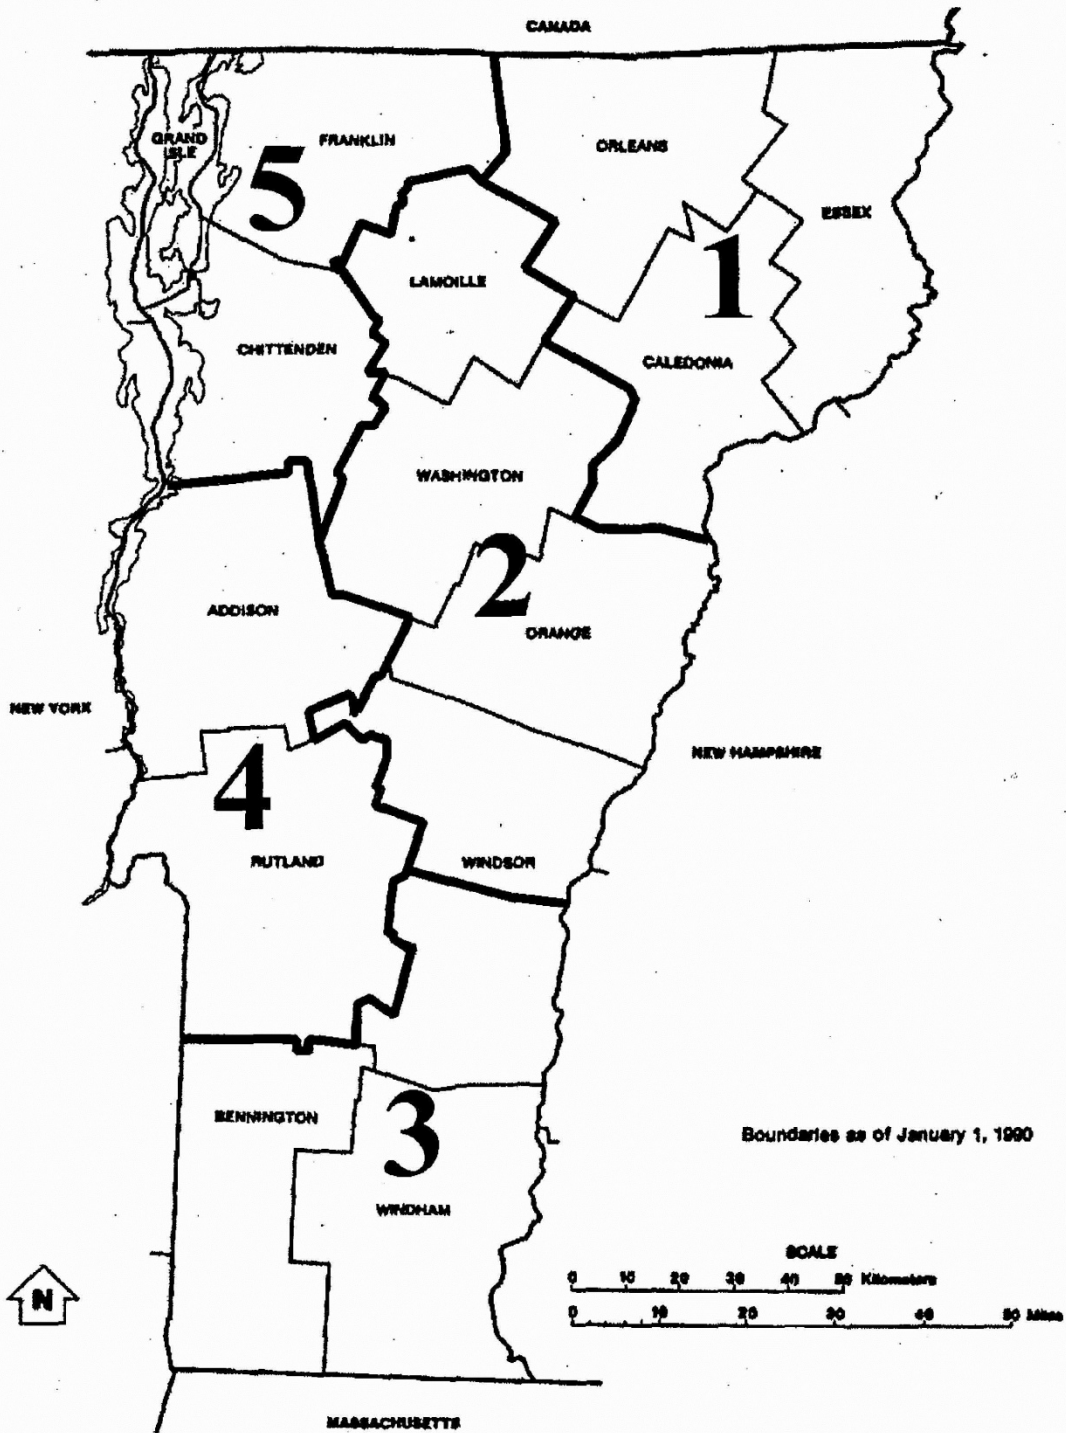 CANADA
GRAND
ISLE
FRANKLIN
ORLEANS
5
ESSEX
1
LAMOILLE
CHITTENDEN
CALEDONIA
WASHINGTON
2
ADDISON
ORANGE
NEW YORK
NEW HAMPSHIRE
4
RUTLAND
WINDSOR
BENNINGTON
3
Boundaries as of January 1, 1990
WINDHAM
SCALE
0 10 20 30 40 50 Kilometers
0 10 20 30 40 50 Miles
N
MASSACHUSETTS